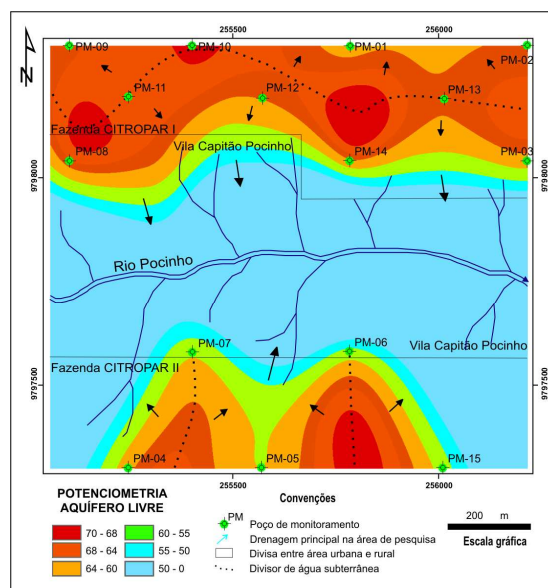 255500 256000
PM-09 PM-10 PM-01 PM-02
N
PM-11 PM-12 PM-13
Fazenda CITROPAR I
PM-08 Vila Capitão Pocinho PM-14 PM-03
9798000 9798000
Rio Pocinho
PM-07 PM-06 Vila Capitão Pocinho
Fazenda CITROPAR II
9797500 9797500
PM-04 PM-05 PM-15
255500 256000
POTENCIOMETRIA
AQUÍFERO LIVRE
70 - 68 60 - 55
68 - 64 55 - 50
64 - 60 50 - 0
Convenções
PM
Poço de monitoramento
Drenagem principal na área de pesquisa
Divisa entre área urbana e rural
Divisor de água subterrânea
200 m
Escala gráfica